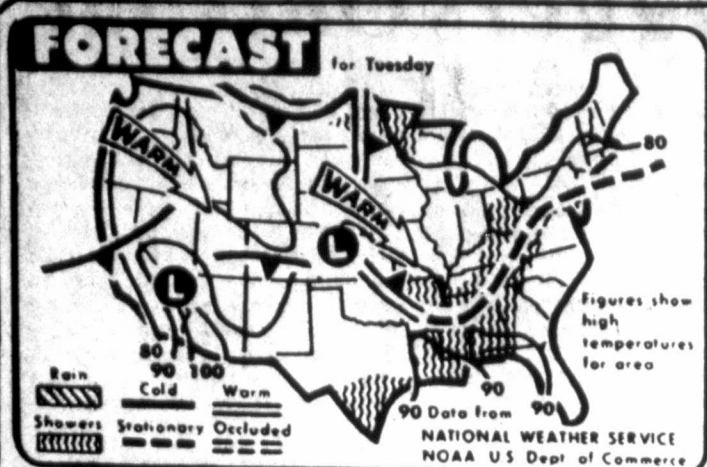 FORECAST
for Tuesday
WARM
WARM
L
L
80
80
90 100
90
90
90
Figures show
high
temperatures
for area
Rain
Cold
Warm
Showers
Stationary
Occluded
Data from
NATIONAL WEATHER SERVICE
NOAA US Dept of Commerce